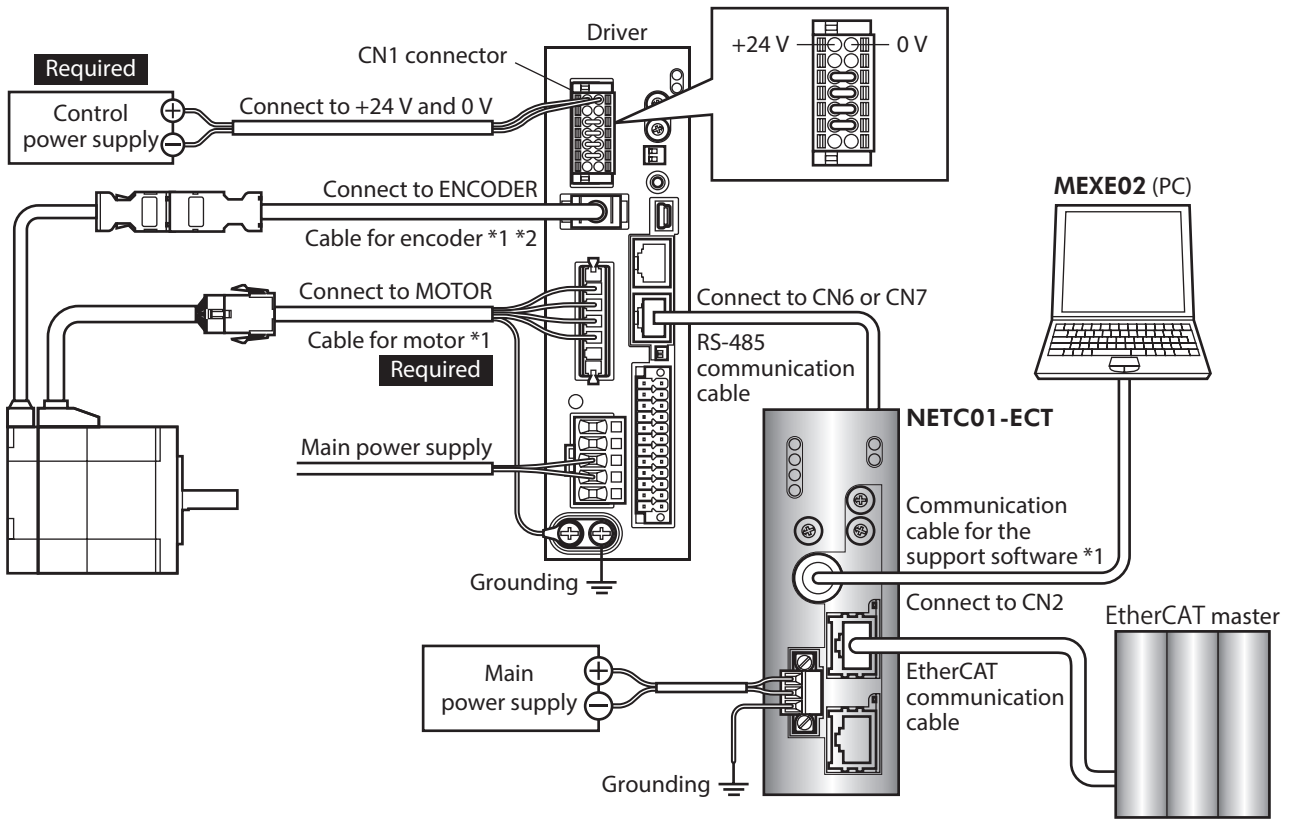 Driver
+24 V
0 V
CN1 connector
Required
Control
power supply
Connect to +24 V and 0 V
Connect to ENCODER
Cable for encoder *1 *2
MEXE02 (PC)
Connect to MOTOR
Cable for motor *1
Required
Connect to CN6 or CN7
RS-485
communication
cable
NETC01-ECT
Main power supply
Communication
cable for the
support software *1
Grounding
Connect to CN2
EtherCAT master
Main
power supply
EtherCAT
communication
cable
Grounding